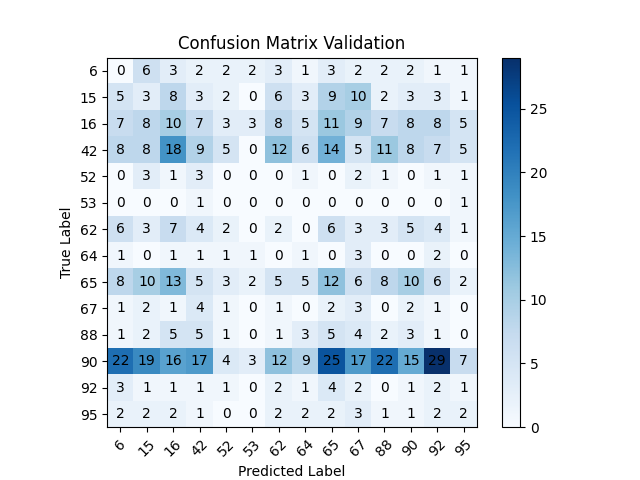 Confusion Matrix Validation
6 0 6 3 2 2 2 3 1 3 2 2 2 1 1
15 5 3 8 3 2 0 6 3 9 10 2 3 3 1
16 7 8 10 7 3 3 8 5 11 9 7 8 8 5
42 8 8 18 9 5 0 12 6 14 5 11 8 7 5
52 0 3 1 3 0 0 0 1 0 2 1 0 1 1
53 0 0 0 1 0 0 0 0 0 0 0 0 0 1
62 6 3 7 4 2 0 2 0 6 3 3 5 4 1
64 1 0 1 1 1 1 0 1 0 3 0 0 2 0
65 8 10 13 5 3 2 5 5 12 6 8 10 6 2
67 1 2 1 4 1 0 1 0 2 3 0 2 1 0
88 1 2 5 5 1 0 1 3 5 4 2 3 1 0
90 22 19 16 17 4 3 12 9 25 17 22 15 29 7
92 3 1 1 1 1 0 2 1 4 2 0 1 2 1
95 2 2 2 1 0 0 2 2 2 3 1 1 2 2
6 15 16 42 52 53 62 64 65 67 88 90 92 95
Predicted Label
True Label
25
20
15
10
5
0